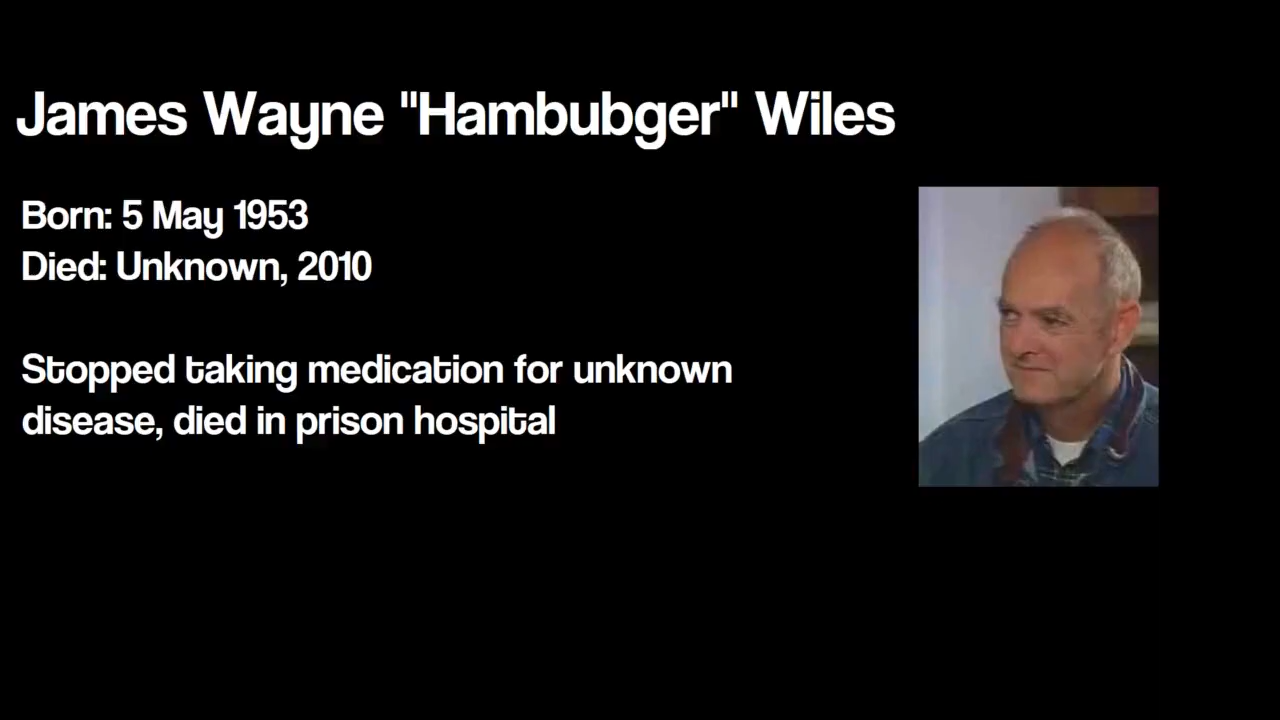 James Wayne "Hambubger" Wiles
Born: 5 May 1953
Died: Unknown, 2010
Stopped taking medication for unknown
disease, died in prison hospital